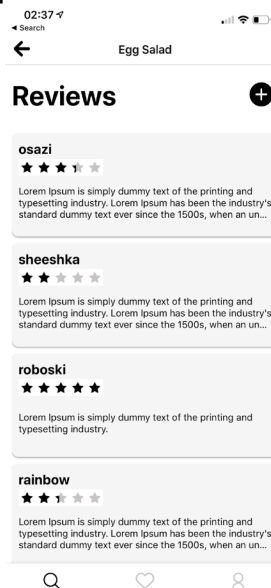 02:37
◀ Search
Egg Salad
Reviews
osazi
Lorem Ipsum is simply dummy text of the printing and
typesetting industry. Lorem Ipsum has been the industry's
standard dummy text ever since the 1500s, when an un...
sheeshka
Lorem Ipsum is simply dummy text of the printing and
typesetting industry. Lorem Ipsum has been the industry's
standard dummy text ever since the 1500s, when an un...
roboski
Lorem Ipsum is simply dummy text of the printing and
typesetting industry.
rainbow
Lorem Ipsum is simply dummy text of the printing and
typesetting industry. Lorem Ipsum has been the industry's
standard dummy text ever since the 1500s, when an un...